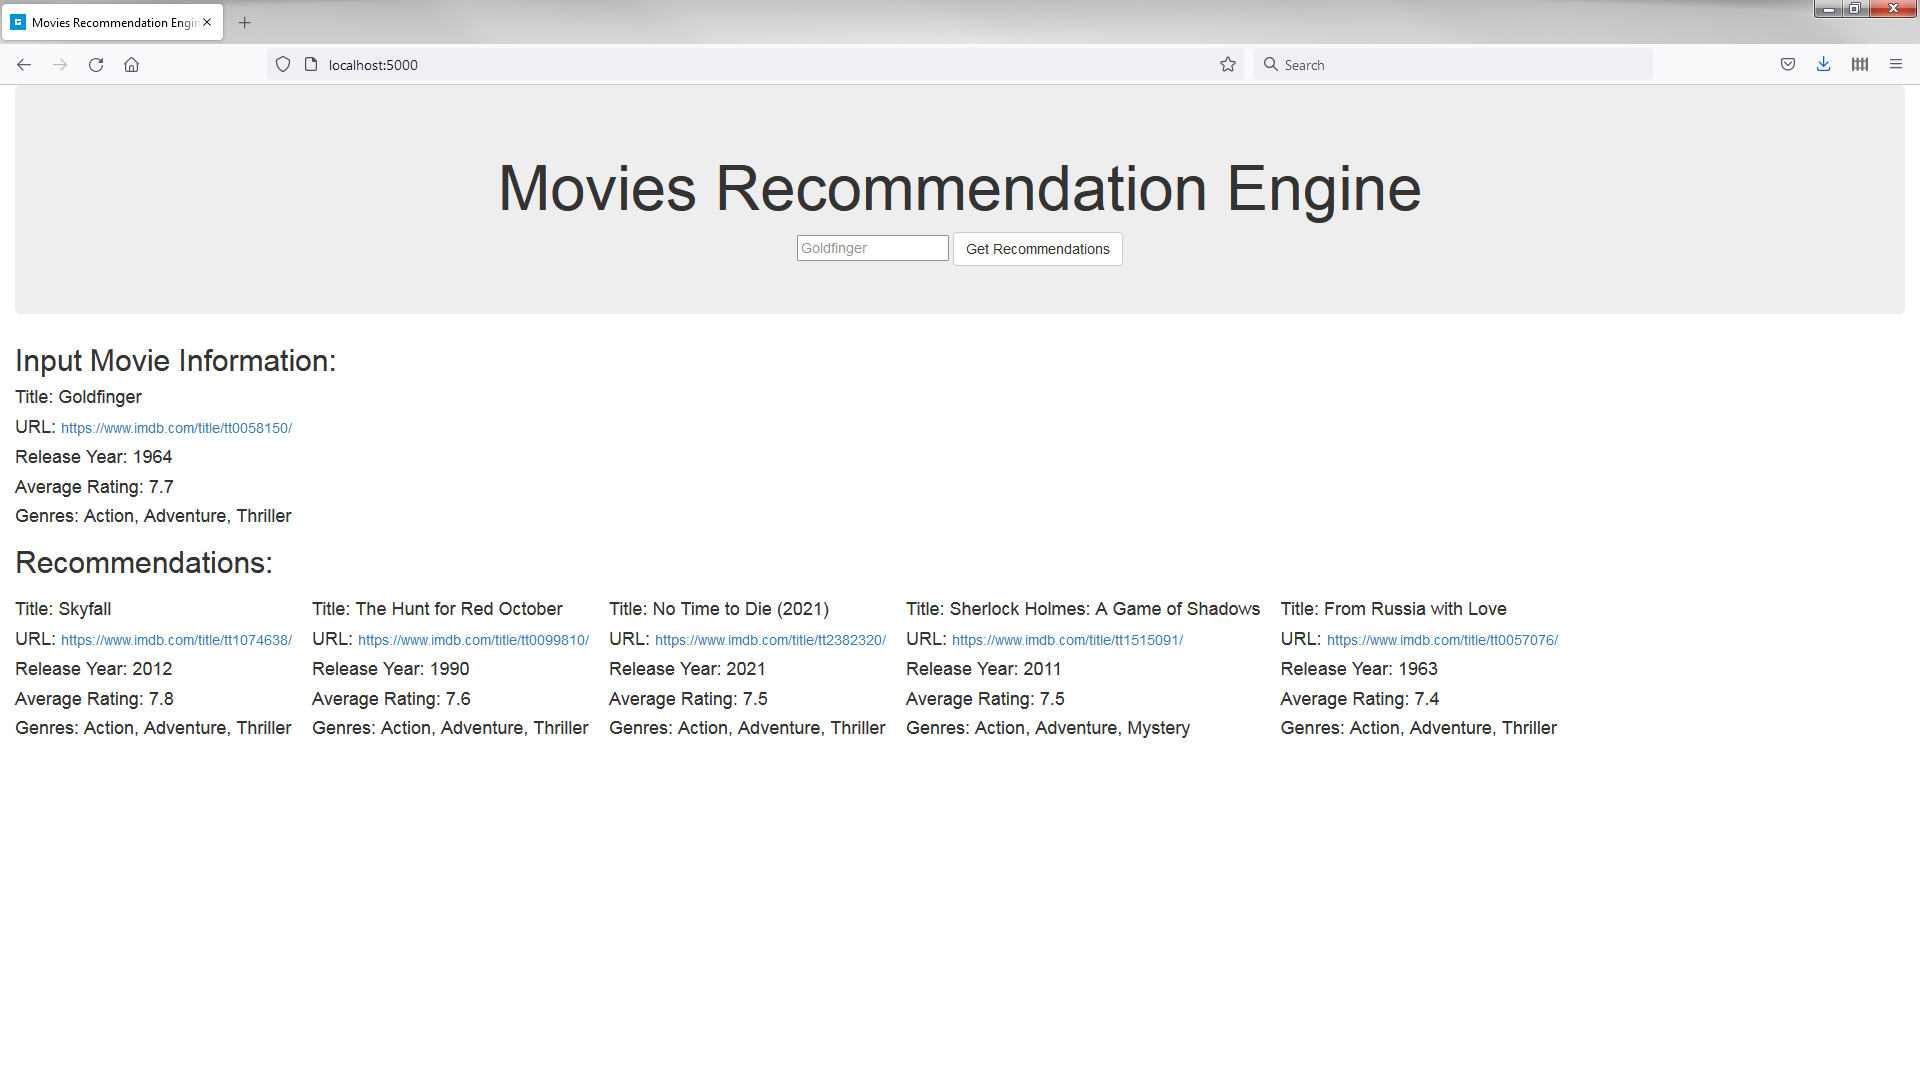 Movies Recommendation Engin
localhost:5000
Search
Movies Recommendation Engine
Goldfinger
Get Recommendations
Input Movie Information:
Title: Goldfinger
URL: https://www.imdb.com/title/tt0058150/
Release Year: 1964
Average Rating: 7.7
Genres: Action, Adventure, Thriller
Recommendations:
Title: Skyfall
URL: https://www.imdb.com/title/tt1074638/
Release Year: 2012
Average Rating: 7.8
Genres: Action, Adventure, Thriller
Title: The Hunt for Red October
URL: https://www.imdb.com/title/tt0099810/
Release Year: 1990
Average Rating: 7.6
Genres: Action, Adventure, Thriller
Title: No Time to Die (2021)
URL: https://www.imdb.com/title/tt2382320/
Release Year: 2021
Average Rating: 7.5
Genres: Action, Adventure, Thriller
Title: Sherlock Holmes: A Game of Shadows
URL: https://www.imdb.com/title/tt1515091/
Release Year: 2011
Average Rating: 7.5
Genres: Action, Adventure, Mystery
Title: From Russia with Love
URL: https://www.imdb.com/title/tt0057076/
Release Year: 1963
Average Rating: 7.4
Genres: Action, Adventure, Thriller